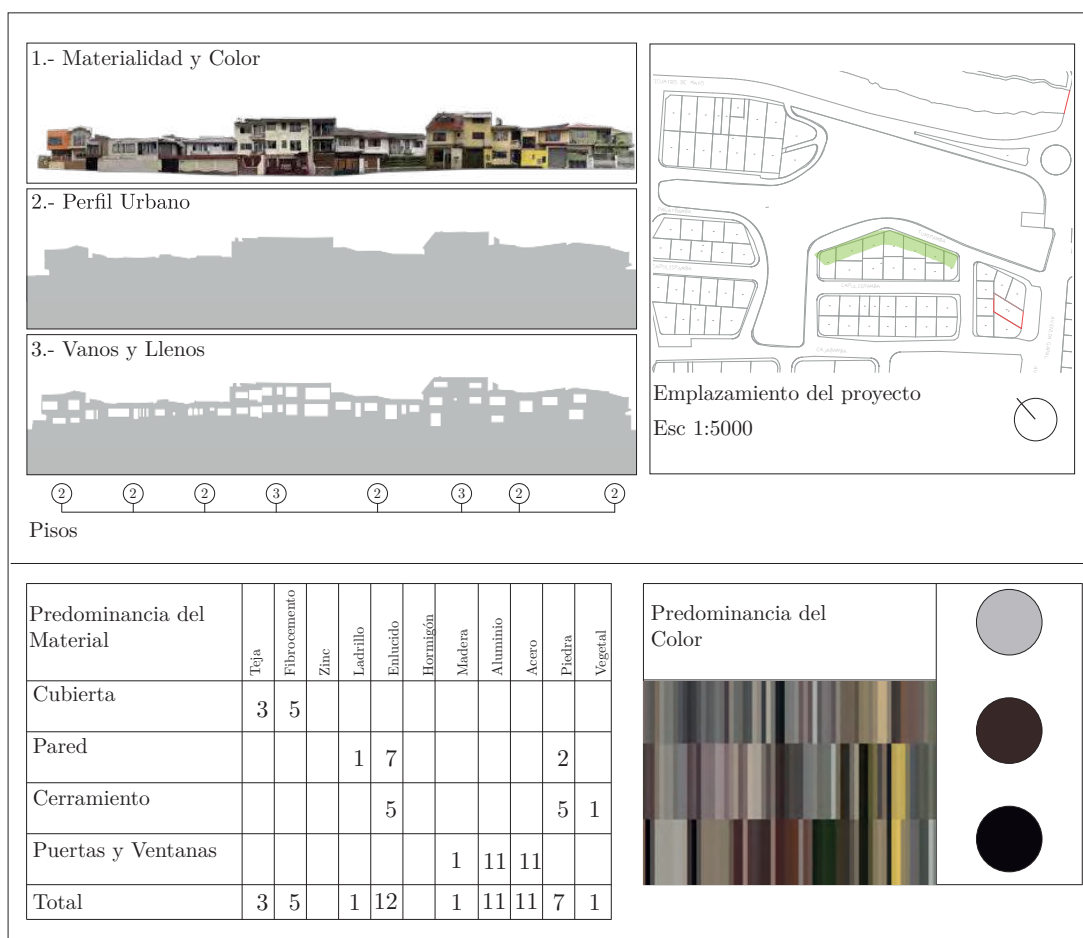 1.- Materialidad y Color
2.- Perfil Urbano
3.- Vanos y Llenos
2 2 2 3 2 3 2 2
Pisos
CAPULISPAMBA
CAPULISPAMBA
CAJABAMBA
Emplazamiento del proyecto
Esc 1:5000
Predominancia del
Material
Teja
Fibrocemento
Zinc
Ladrillo
Enlucido
Hormigón
Madera
Aluminio
Acero
Piedra
Vegetal
Cubierta 3 5
Pared 1 7 2
Cerramiento 5 5 1
Puertas y Ventanas 1 11 11
Total 3 5 1 12 1 11 11 7 1
Predominancia del
Color